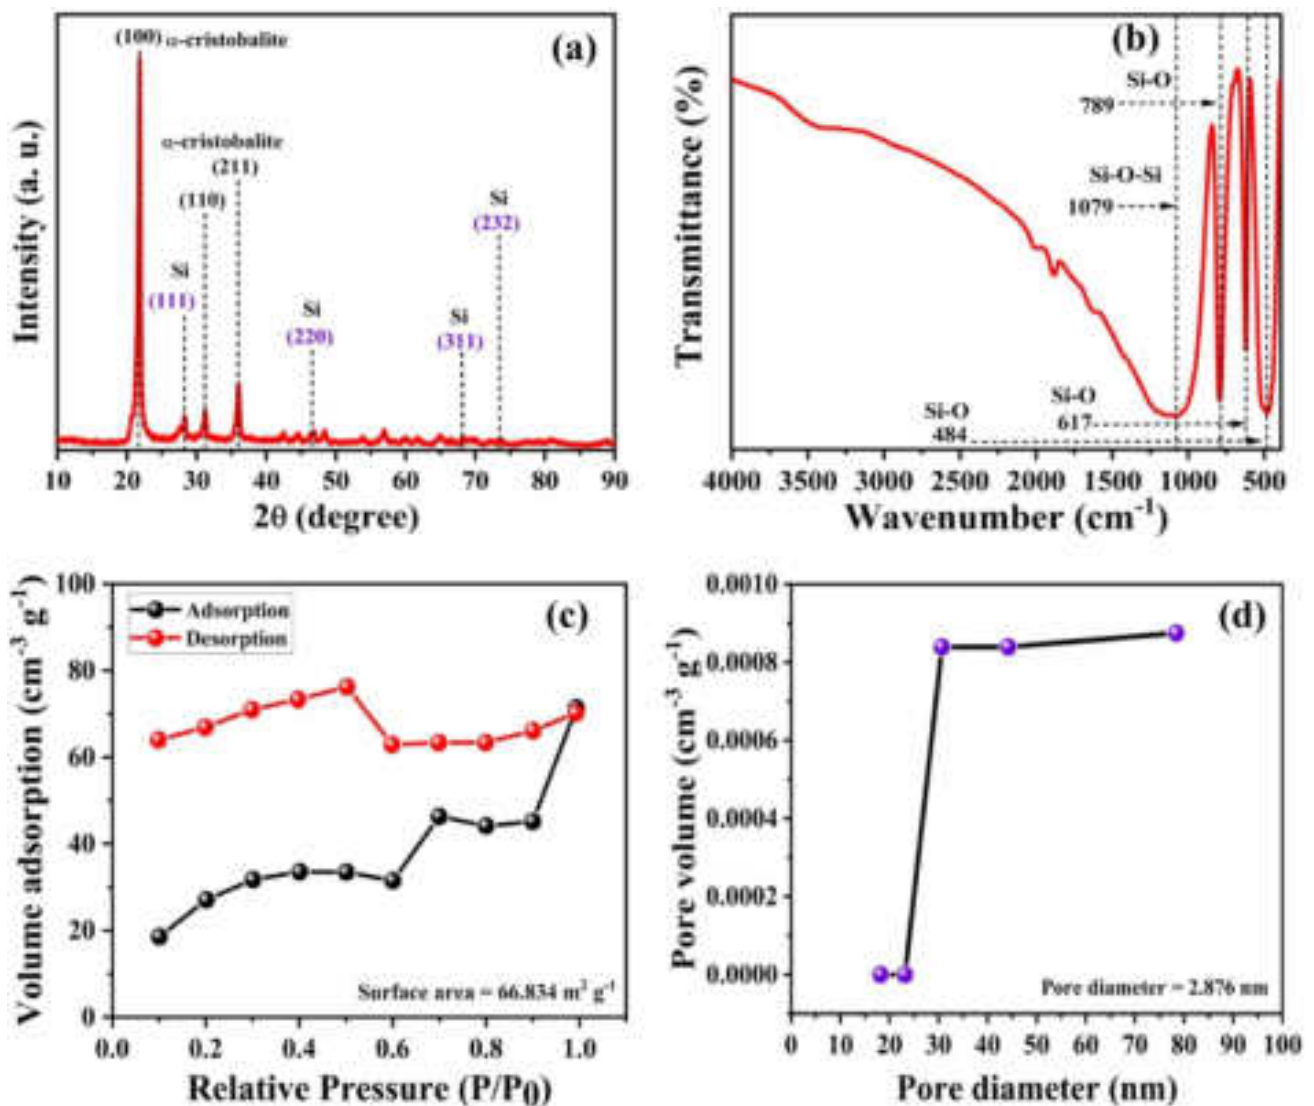 (100) α-cristobalite
(a)
α-cristobalite
(211)
(110)
Si
(232)
Si
(111)
Si
(220)
Si
(311)
Intensity (a. u.)
10 20 30 40 50 60 70 80 90
2θ (degree)
(b)
Si-O
789
Si-O-Si
1079
Si-O
617
Si-O
484
Transmittance (%)
4000 3500 3000 2500 2000 1500 1000 500
Wavenumber (cm⁻¹)
100
80
60
40
20
0
Adsorption
Desorption
(c)
Volume adsorption (cm⁻³ g⁻¹)
Surface area = 66.834 m² g⁻¹
0.0 0.2 0.4 0.6 0.8 1.0
Relative Pressure (P/P₀)
0.0010
0.0008
0.0006
0.0004
0.0002
0.0000
(d)
Pore volume (cm⁻³ g⁻¹)
Pore diameter = 2.876 nm
0 10 20 30 40 50 60 70 80 90 100
Pore diameter (nm)